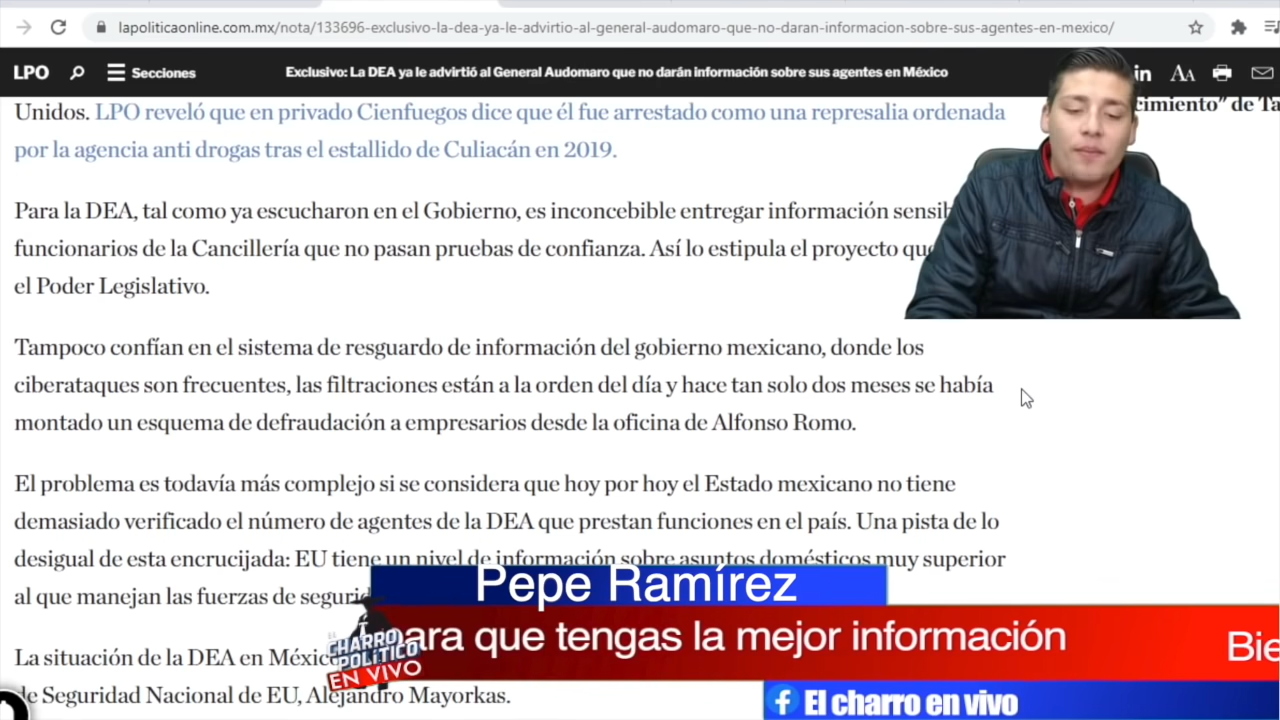 lapoliticaonline.com.mx/nota/133696-exclusivo-la-dea-ya-le-advirtio-al-general-audomaro-que-no-daran-informacion-sobre-sus-agentes-en-mexico/
LPO Secciones Exclusivo: La DEA ya le advirtió al General Audomaro que no darán información sobre sus agentes en México in AA
Unidos. LPO reveló que en privado Cienfuegos dice que él fue arrestado como una represalia ordenada
cimiento" de Ta
por la agencia anti drogas tras el estallido de Culiacán en 2019.
Para la DEA, tal como ya escucharon en el Gobierno, es inconcebible entregar información sensib
funcionarios de la Cancillería que no pasan pruebas de confianza. Así lo estipula el proyecto que
el Poder Legislativo.
Tampoco confían en el sistema de resguardo de información del gobierno mexicano, donde los
ciberataques son frecuentes, las filtraciones están a la orden del día y hace tan solo dos meses se había
montado un esquema de defraudación a empresarios desde la oficina de Alfonso Romo.
El problema es todavía más complejo si se considera que hoy por hoy el Estado mexicano no tiene
demasiado verificado el número de agentes de la DEA que prestan funciones en el país. Una pista de lo
desigual de esta encrucijada: EU tiene un nivel de información sobre asuntos domésticos muy superior
al que manejan las fuerzas de segurid
Pepe Ramírez
para que tengas la mejor información
Bie
CHARRO
POLÍTICO
EN VIVO
La situación de la DEA en México
de Seguridad Nacional de EU, Alejandro Mayorkas.
f El charro en vivo